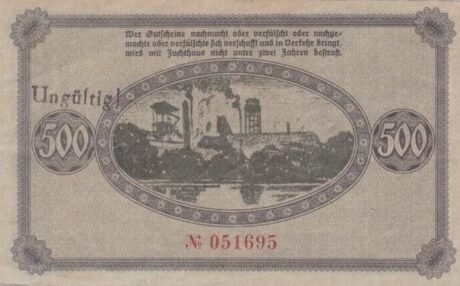 Wer Gutscheine nachmacht oder verfälscht oder nachge-
machte oder verfälschte sich verschafft und in Verkehr bringt,
wird mit Zuchthaus nicht unter zwei Jahren bestraft.
Ungültig!
500
500
№ 051695